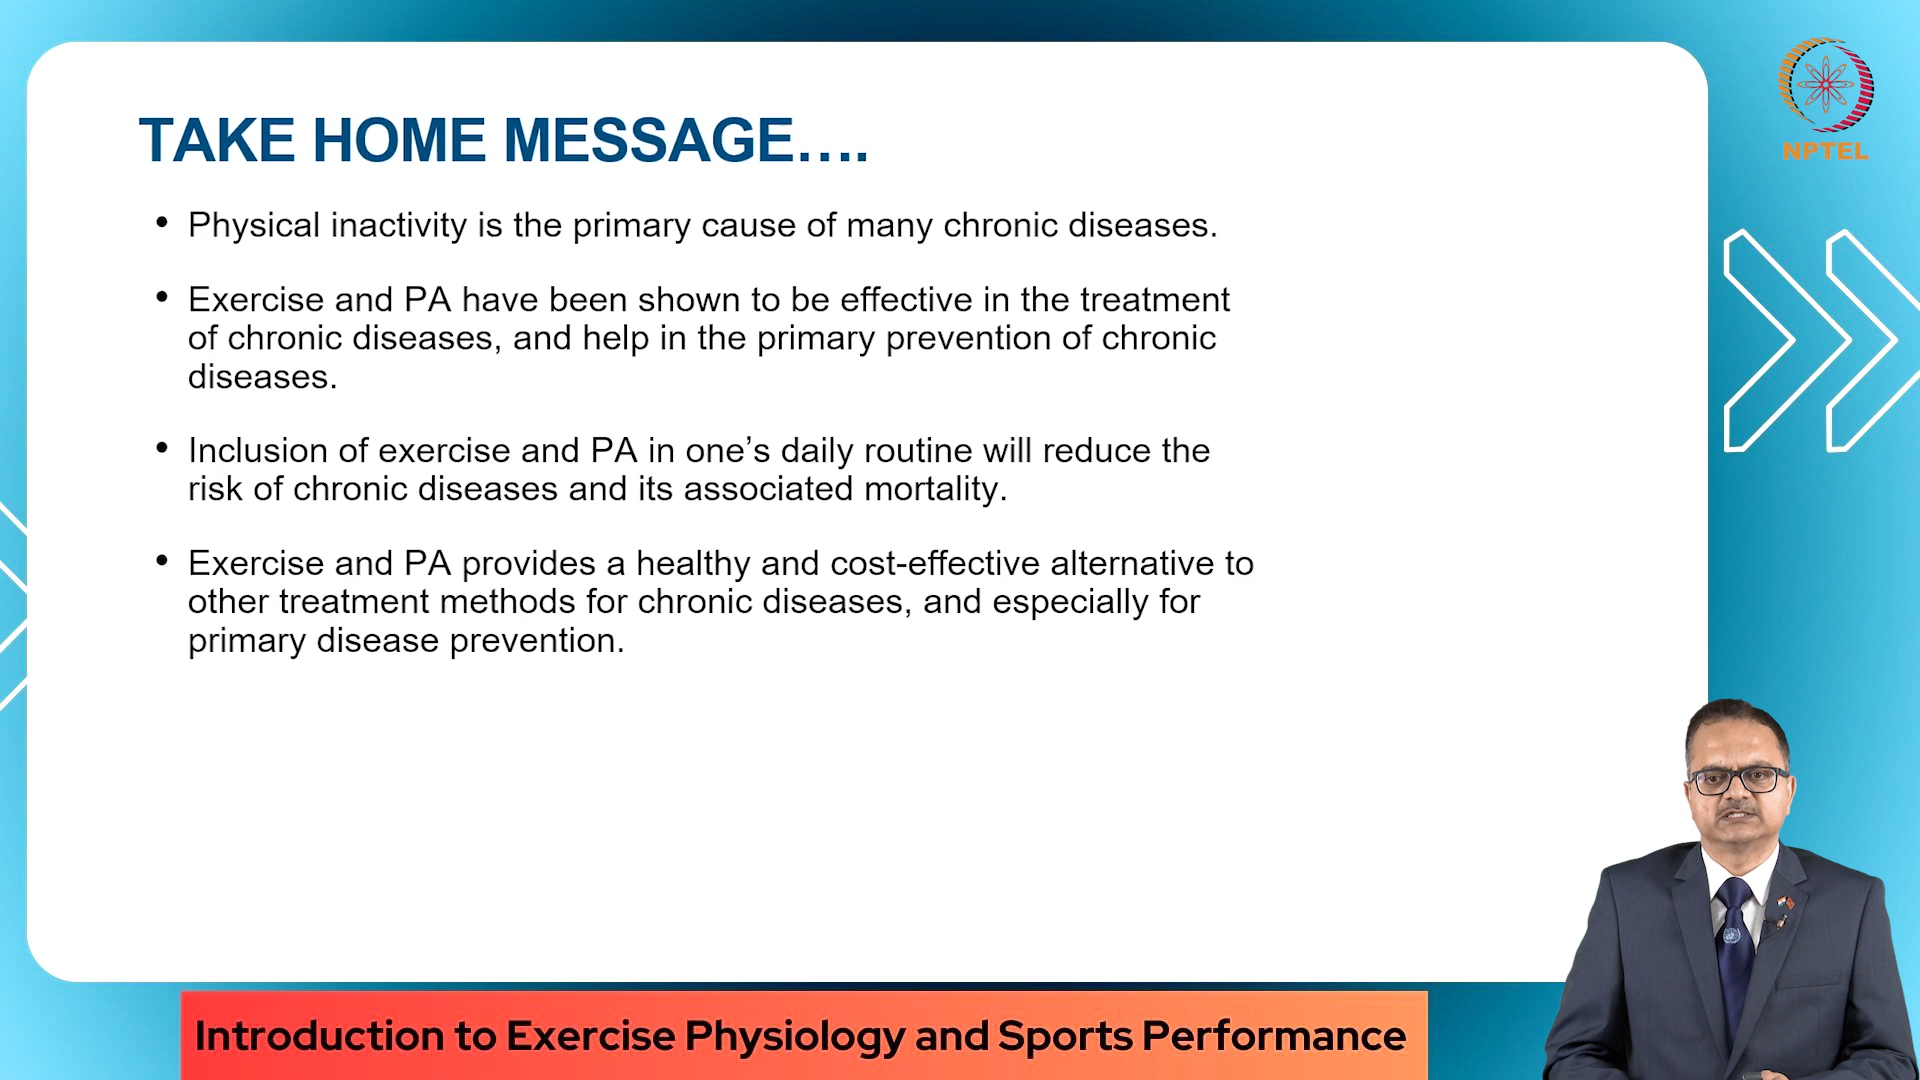 TAKE HOME MESSAGE....
• Physical inactivity is the primary cause of many chronic diseases.
• Exercise and PA have been shown to be effective in the treatment
of chronic diseases, and help in the primary prevention of chronic
diseases.
• Inclusion of exercise and PA in one’s daily routine will reduce the
risk of chronic diseases and its associated mortality.
• Exercise and PA provides a healthy and cost-effective alternative to
other treatment methods for chronic diseases, and especially for
primary disease prevention.
NPTEL
Introduction to Exercise Physiology and Sports Performance